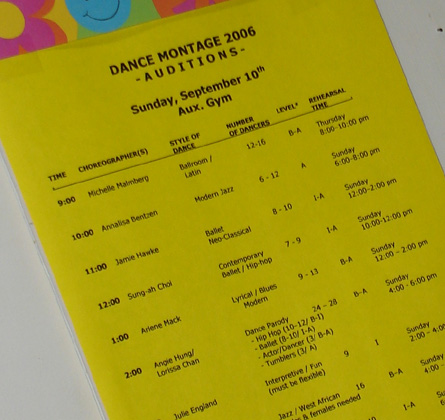 DANCE MONTAGE 2006
- A U D I T I O N S -
Sunday, September 10th
Aux. Gym
TIME CHOREOGRAPHER(S) STYLE OF DANCE NUMBER OF DANCERS LEVEL* REHEARSAL TIME
9:00 Michelle Malmberg Ballroom / Latin 12-16 B-A Thursday 8:00-10:00 pm
10:00 Annalisa Bentzen Modern Jazz 6 - 12 A Sunday 6:00-8:00 pm
11:00 Jamie Hawke Ballet Neo-Classical 8 - 10 I-A Sunday 12:00-2:00 pm
12:00 Sung-ah Choi Contemporary Ballet / Hip-hop 7 - 9 I-A Sunday 10:00-12:00 pm
1:00 Arlene Mack Lyrical / Blues Modern 9 - 13 B-A Sunday 12:00 - 2:00 pm
2:00 Angie Hung/ Lorissa Chan Dance Parody 24 - 28 B-A Sunday 4:00 - 6:00 pm
- Hip Hop (10-12/ B-I)
- Ballet (8-10/ I-A)
- Actor/Dancer (3/ B-A)
- Tumblers (3/ A)
Julie England Interpretive / Fun (must be flexible) 9 I Sunday 2:00 -
Jazz / West African 16 B-A Sunday 4:00 -
& females needed I-A